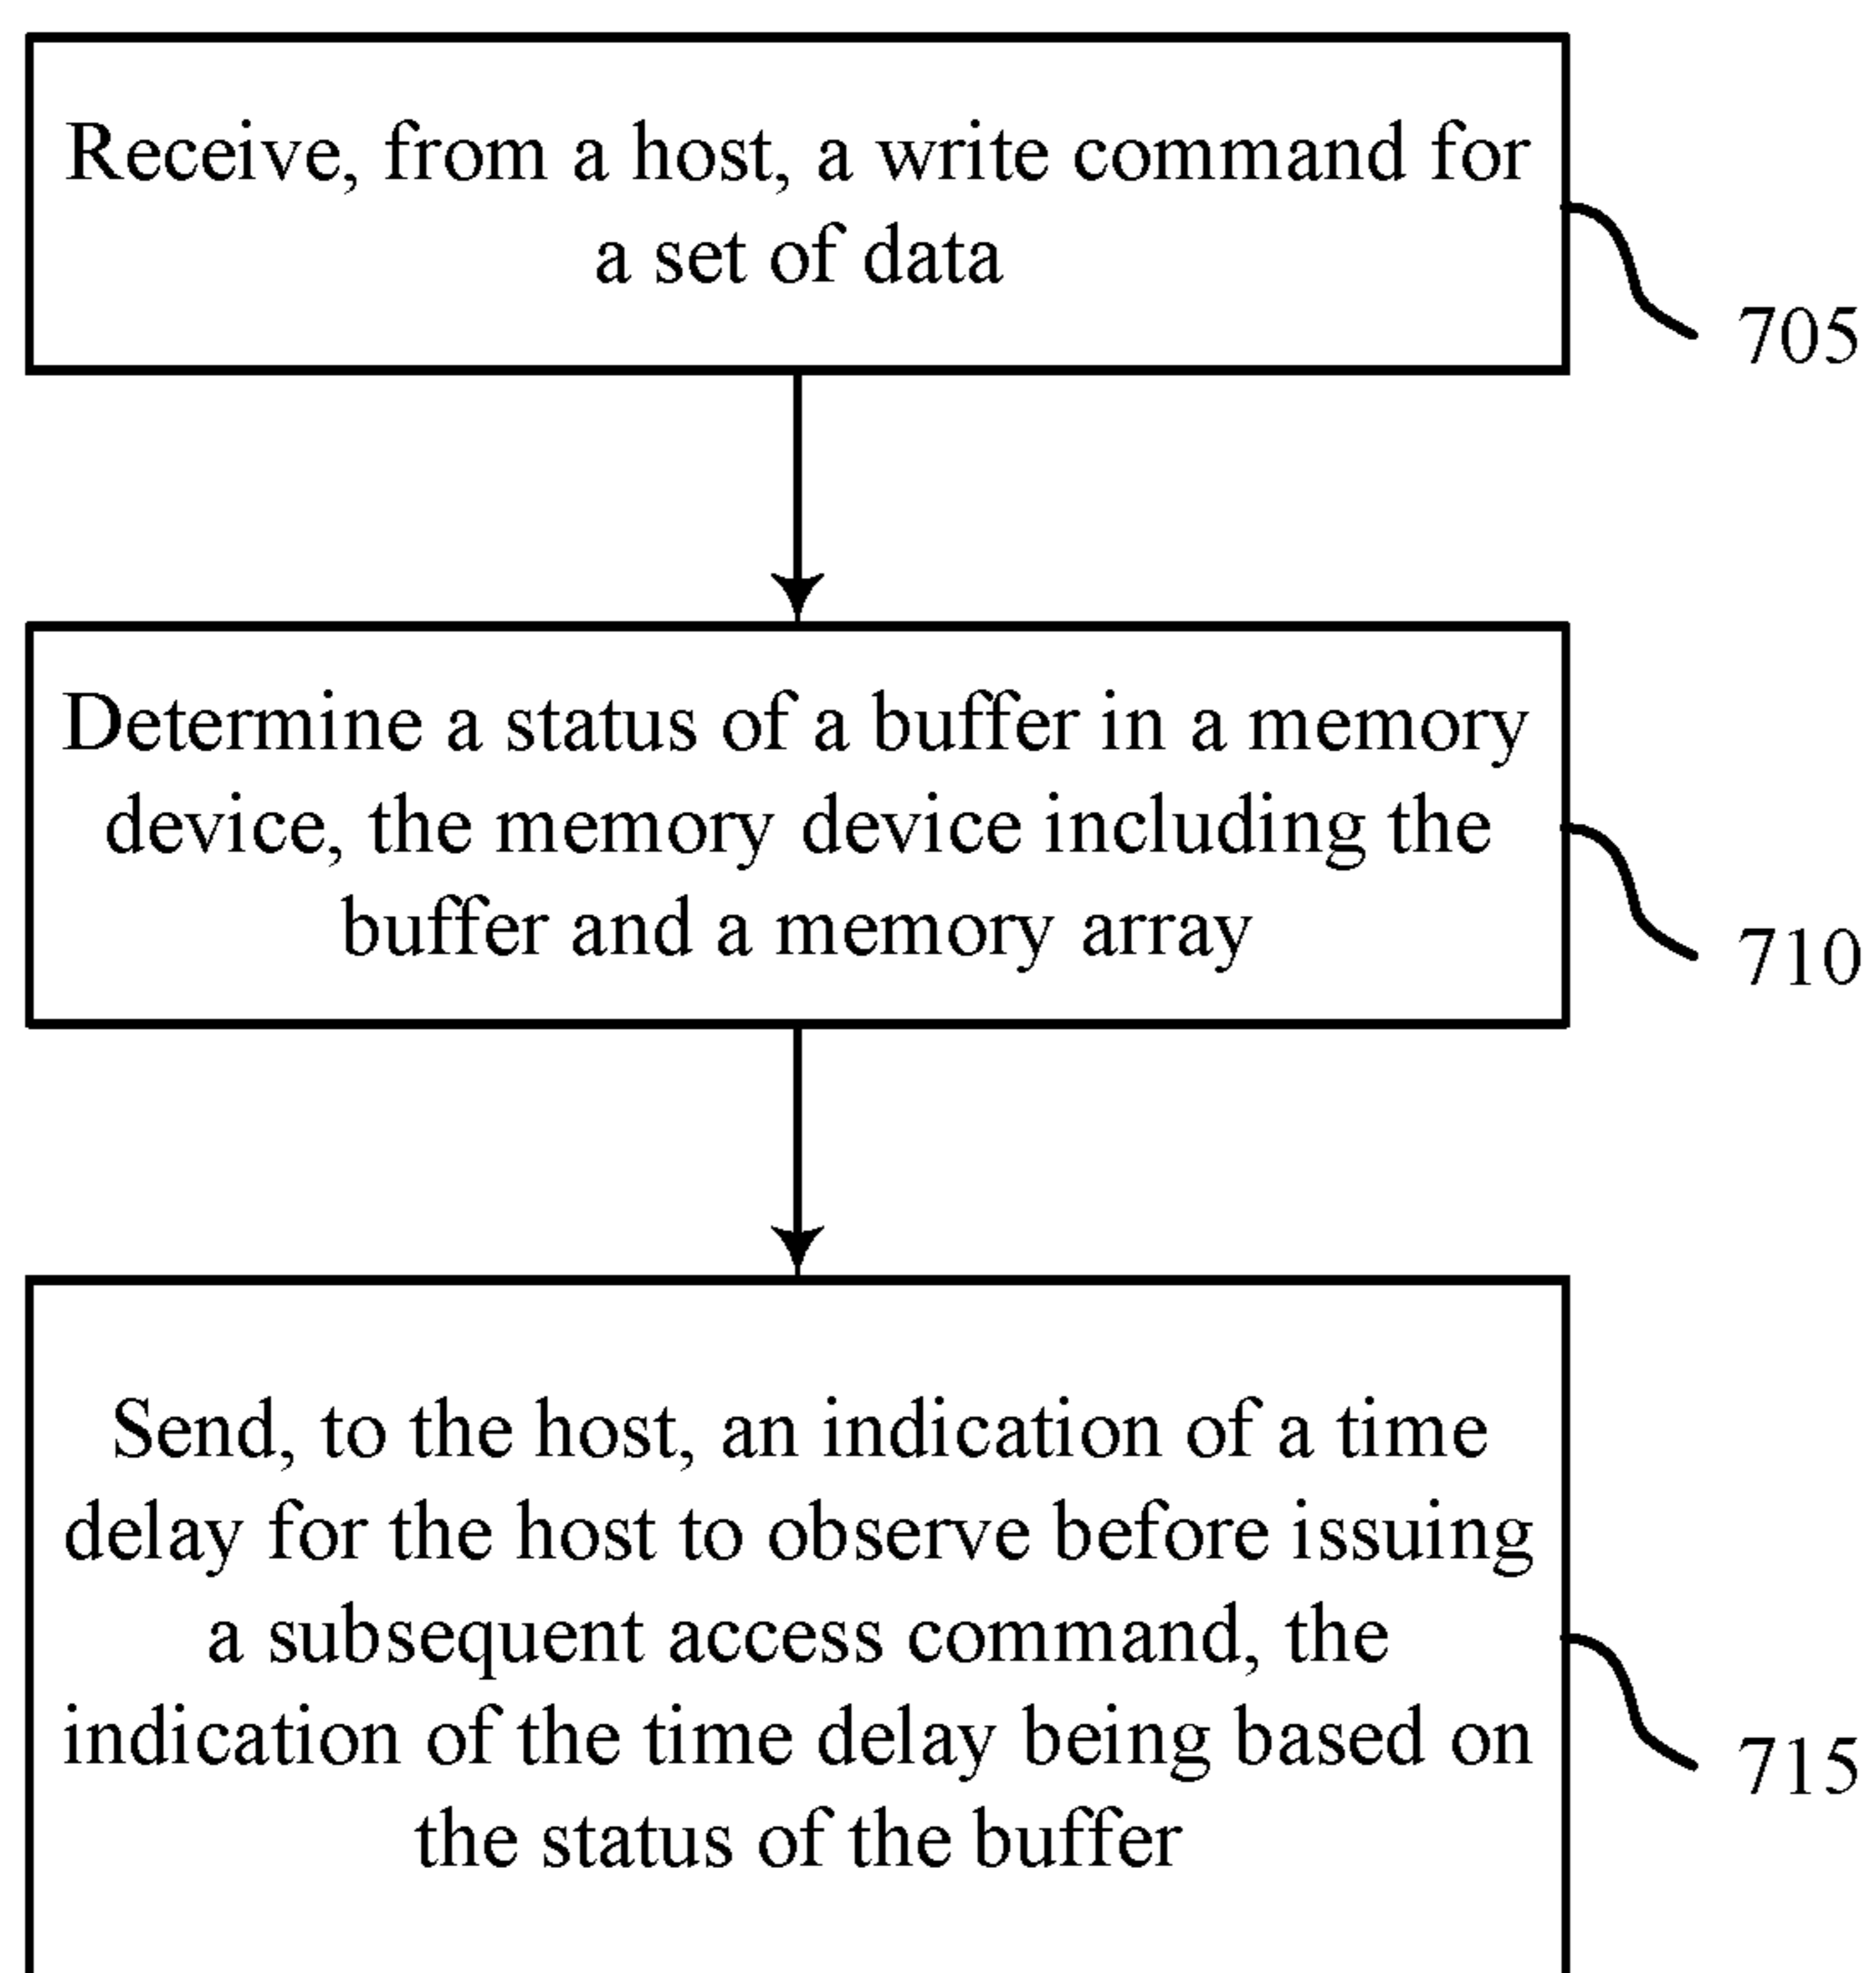 Receive, from a host, a write command for
a set of data
705
Determine a status of a buffer in a memory
device, the memory device including the
buffer and a memory array
710
Send, to the host, an indication of a time
delay for the host to observe before issuing
a subsequent access command, the
indication of the time delay being based on
the status of the buffer
715